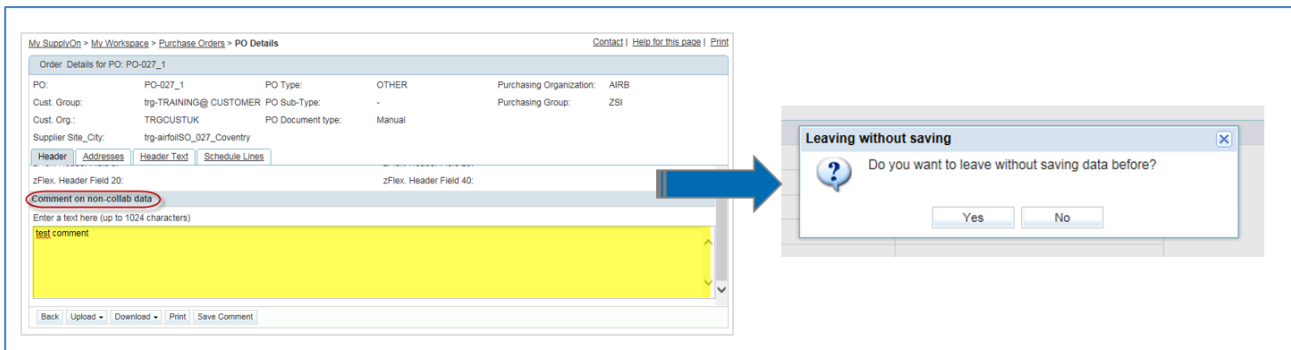 My SupplyOn > My Workspace > Purchase Orders > PO Details Contact | Help for this page | Print
Order Details for PO: PO-027_1
PO: PO-027_1 PO Type: OTHER Purchasing Organization: AIRB
Cust. Group: trg-TRAINING@ CUSTOMER PO Sub-Type: - Purchasing Group: ZSI
Cust. Org.: TRGCUSTUK PO Document type: Manual
Supplier Site_City: trg-airfoilSO_027_Coventry
Header Addresses Header Text Schedule Lines
zFlex. Header Field 20: zFlex. Header Field 40:
Comment on non-collab data
Enter a text here (up to 1024 characters)
test comment
Back Upload Download Print Save Comment
Leaving without saving
Do you want to leave without saving data before?
Yes No